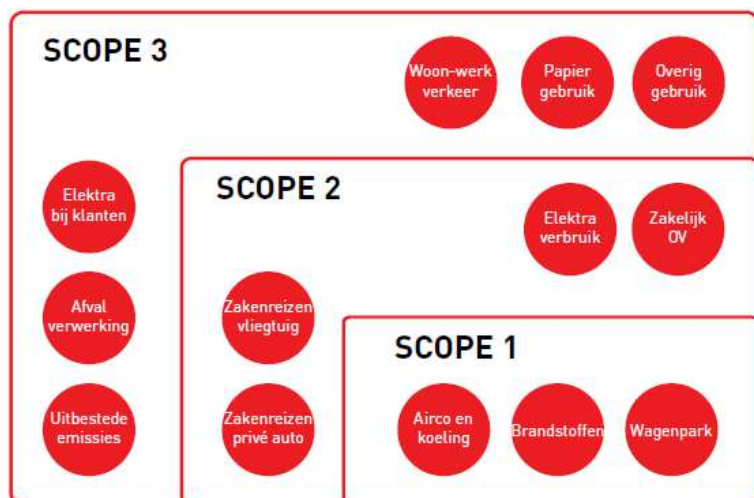 SCOPE 3
Woon-werk
verkeer
Papier
gebruik
Overig
gebruik
Elektra
bij klanten
Afval
verwerking
Uitbestede
emissies
SCOPE 2
Elektra
verbruik
Zakelijk
OV
Zakenreizen
vliegtuig
Zakenreizen
privé auto
SCOPE 1
Airco en
koeling
Brandstoffen
Wagenpark